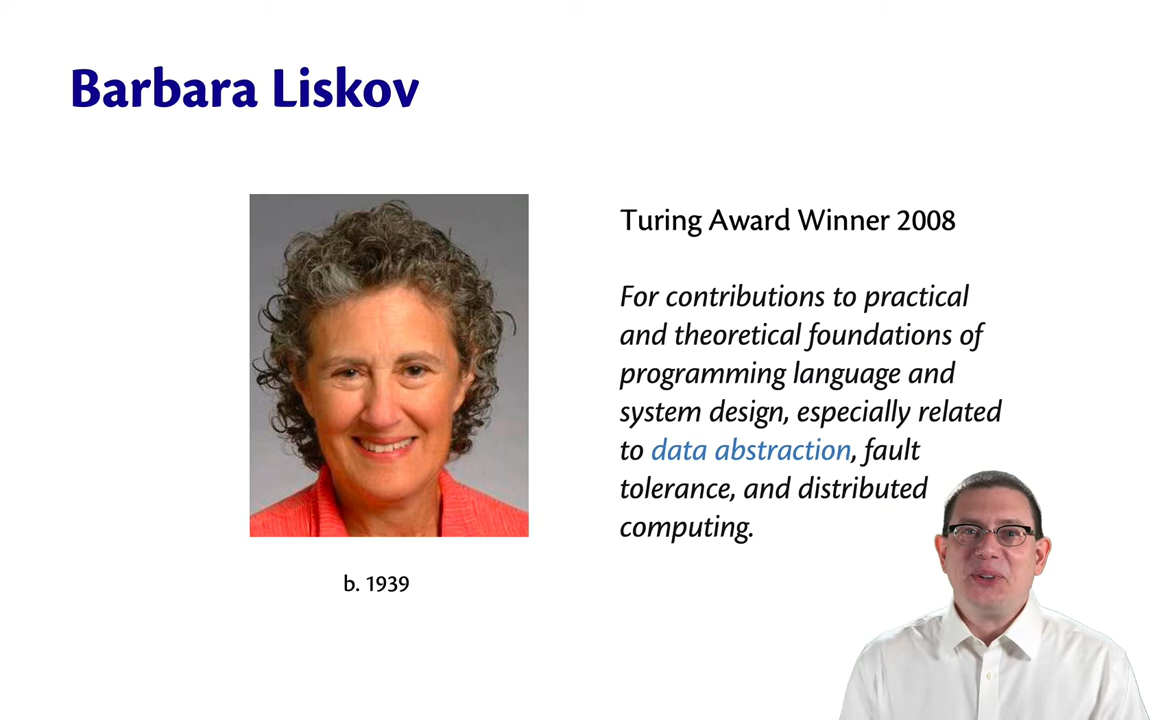 Barbara Liskov
Turing Award Winner 2008
For contributions to practical
and theoretical foundations of
programming language and
system design, especially related
to data abstraction, fault
tolerance, and distributed
computing.
b. 1939